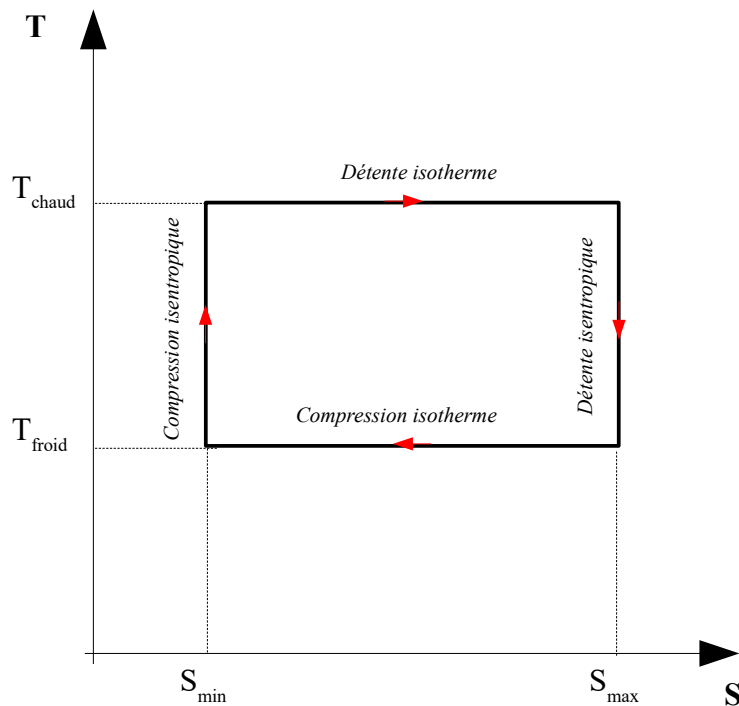 T
Détente isotherme
T chaud
Compression isentropique
Détente isentropique
Compression isotherme
T froid
S min
S max
S